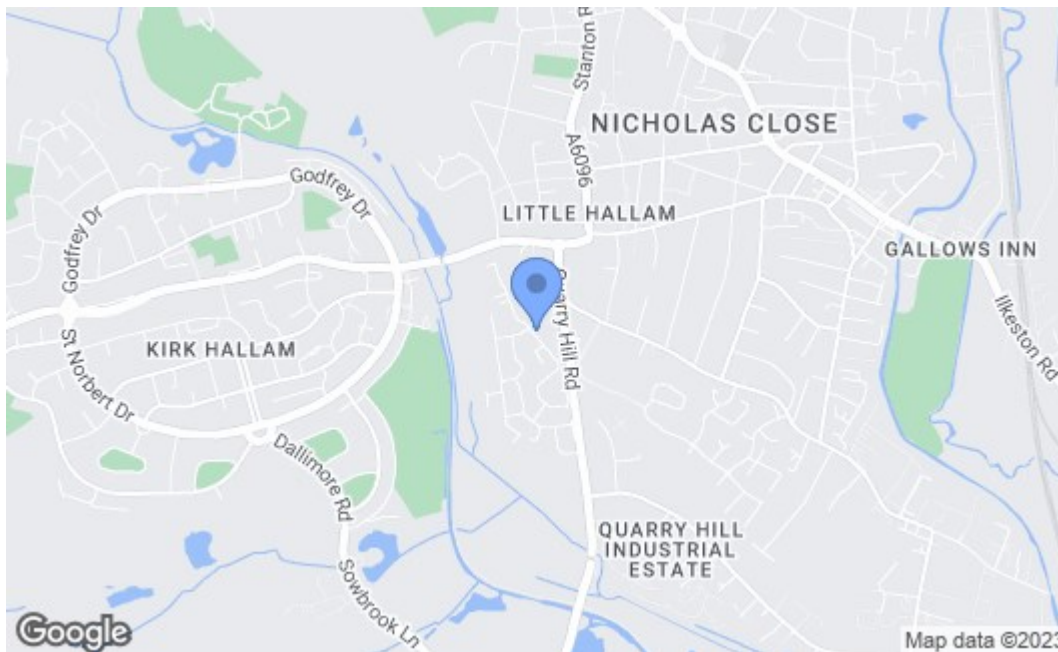 Stanton R
A6096
NICHOLAS CLOSE
Godfrey Dr
Godfrey Dr
LITTLE HALLAM
GALLOWS INN
Quarry Hill Rd
Ilkeston Rd
KIRK HALLAM
St Norbert Dr
Dallimore Rd
QUARRY HILL
INDUSTRIAL
ESTATE
Sowbrook Ln
Google
Map data ©2023